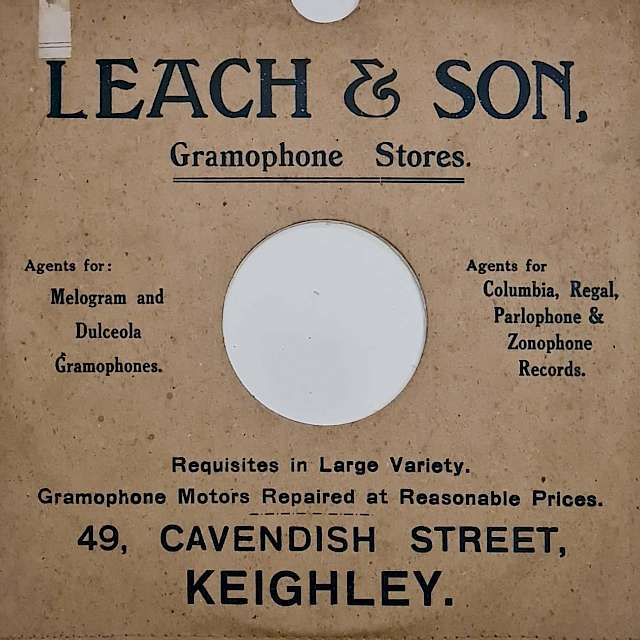 LEACH & SON,
Gramophone Stores.
Agents for:
Melogram and
Dulceola
Gramophones.
Agents for
Columbia, Regal,
Parlophone &
Zonophone
Records.
Requisites in Large Variety.
Gramophone Motors Repaired at Reasonable Prices.
49, CAVENDISH STREET,
KEIGHLEY.